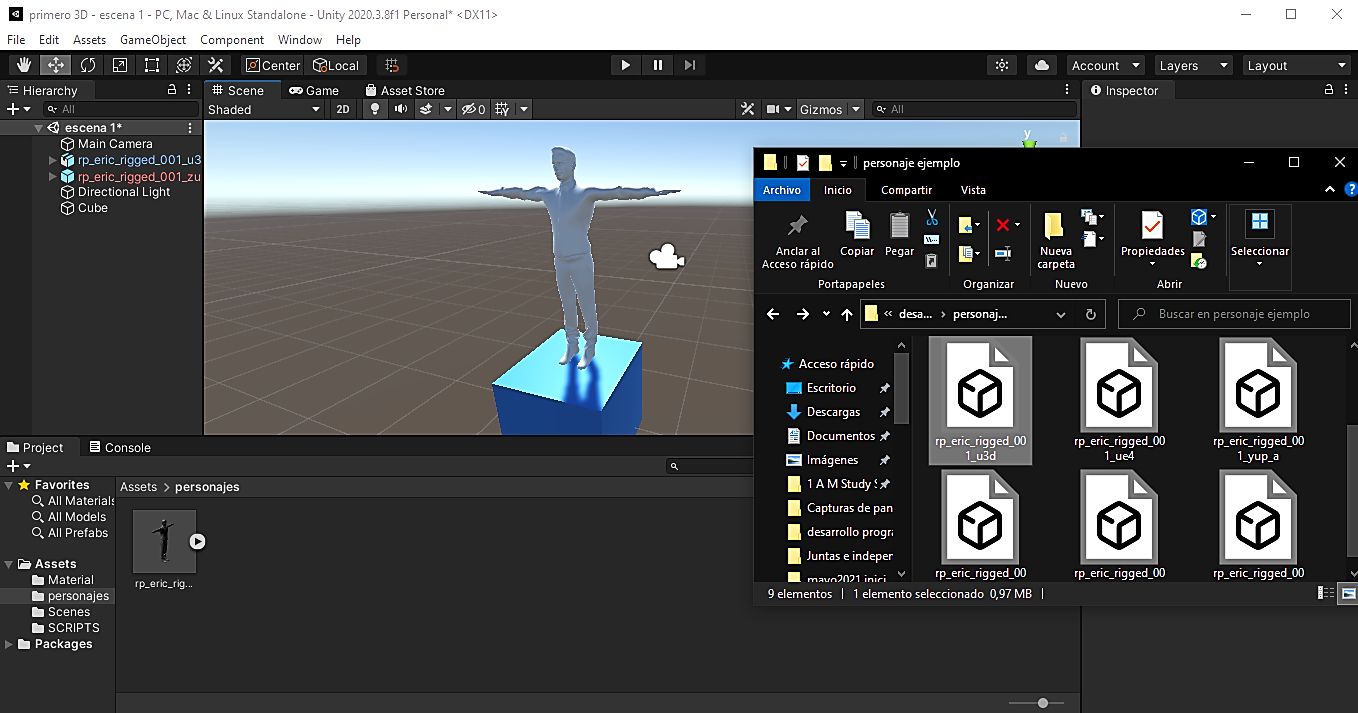 primero 3D - escena 1 - PC, Mac & Linux Standalone - Unity 2020.3.8f1 Personal* <DX11>
File Edit Assets GameObject Component Window Help
Center Local Account Layers Layout
Hierarchy
All
escena 1*
Main Camera
rp_eric_rigged_001_u3
rp_eric_rigged_001_zu
Directional Light
Cube
Scene Game Asset Store
Shaded 2D 0 Gizmos All
y
Inspector
personaje ejemplo
Archivo Inicio Compartir Vista
Anclar al
Acceso rápido
Copiar
Pegar
Portapapeles
Organizar
Nueva
carpeta
Nuevo
Propiedades
Abrir
Seleccionar
« desa... > personaj...
Buscar en personaje ejemplo
Acceso rápido
Escritorio
Descargas
Documentos
Imágenes
1 A M Study S
Capturas de pan
desarrollo progra
Juntas e indeper
mayo2021 inici
rp_eric_rigged_00
1_u3d
rp_eric_rigged_00
1_ue4
rp_eric_rigged_00
1_yup_a
rp_eric_rigged_00
rp_eric_rigged_00
rp_eric_rigged_00
9 elementos | 1 elemento seleccionado 0,97 MB |
Project Console
Favorites
All Materials
All Models
All Prefabs
Assets
Material
personajes
Scenes
SCRIPTS
Packages
Assets > personajes
rp_eric_rig...